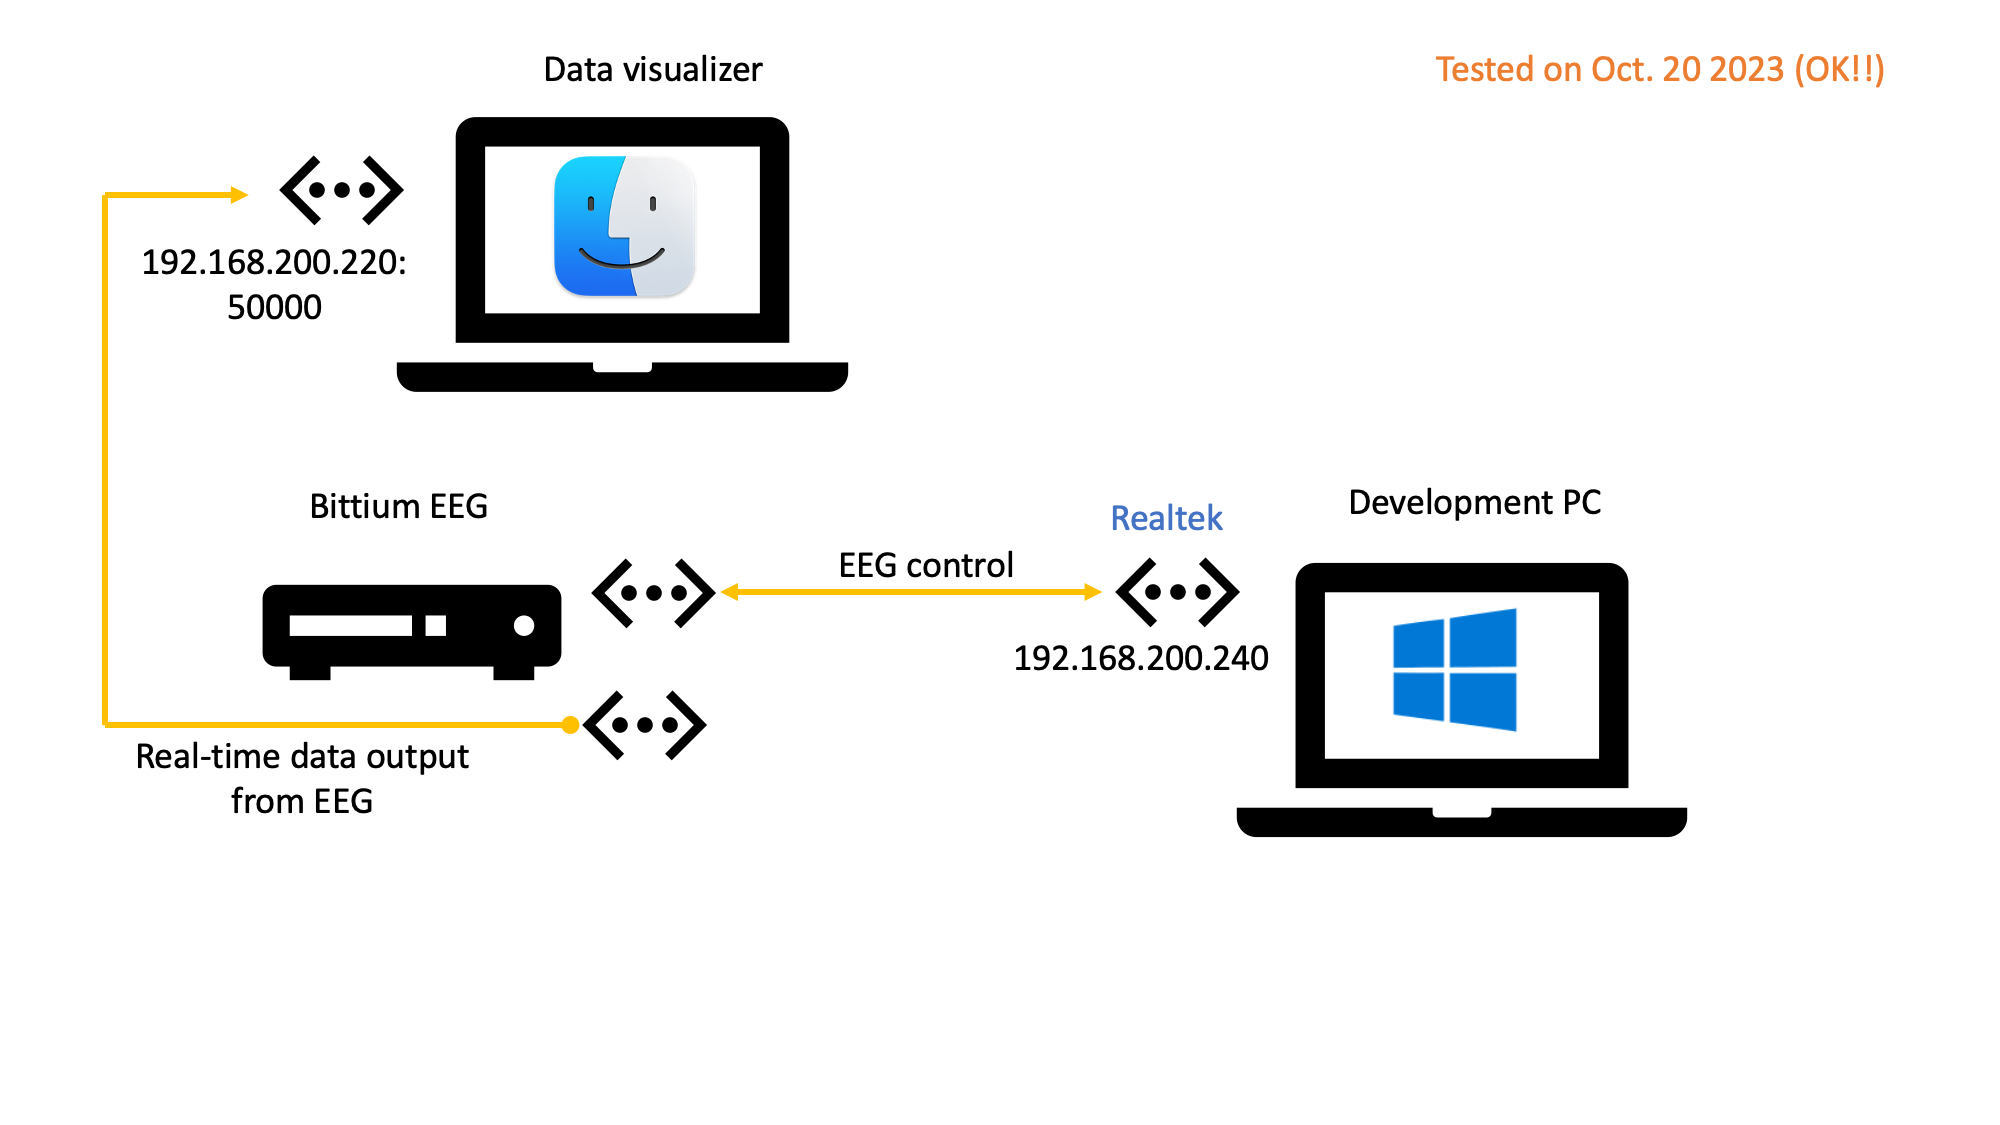 Data visualizer
Tested on Oct. 20 2023 (OK!!)
192.168.200.220:
50000
Bittium EEG
Realtek
Development PC
EEG control
192.168.200.240
Real-time data output
from EEG